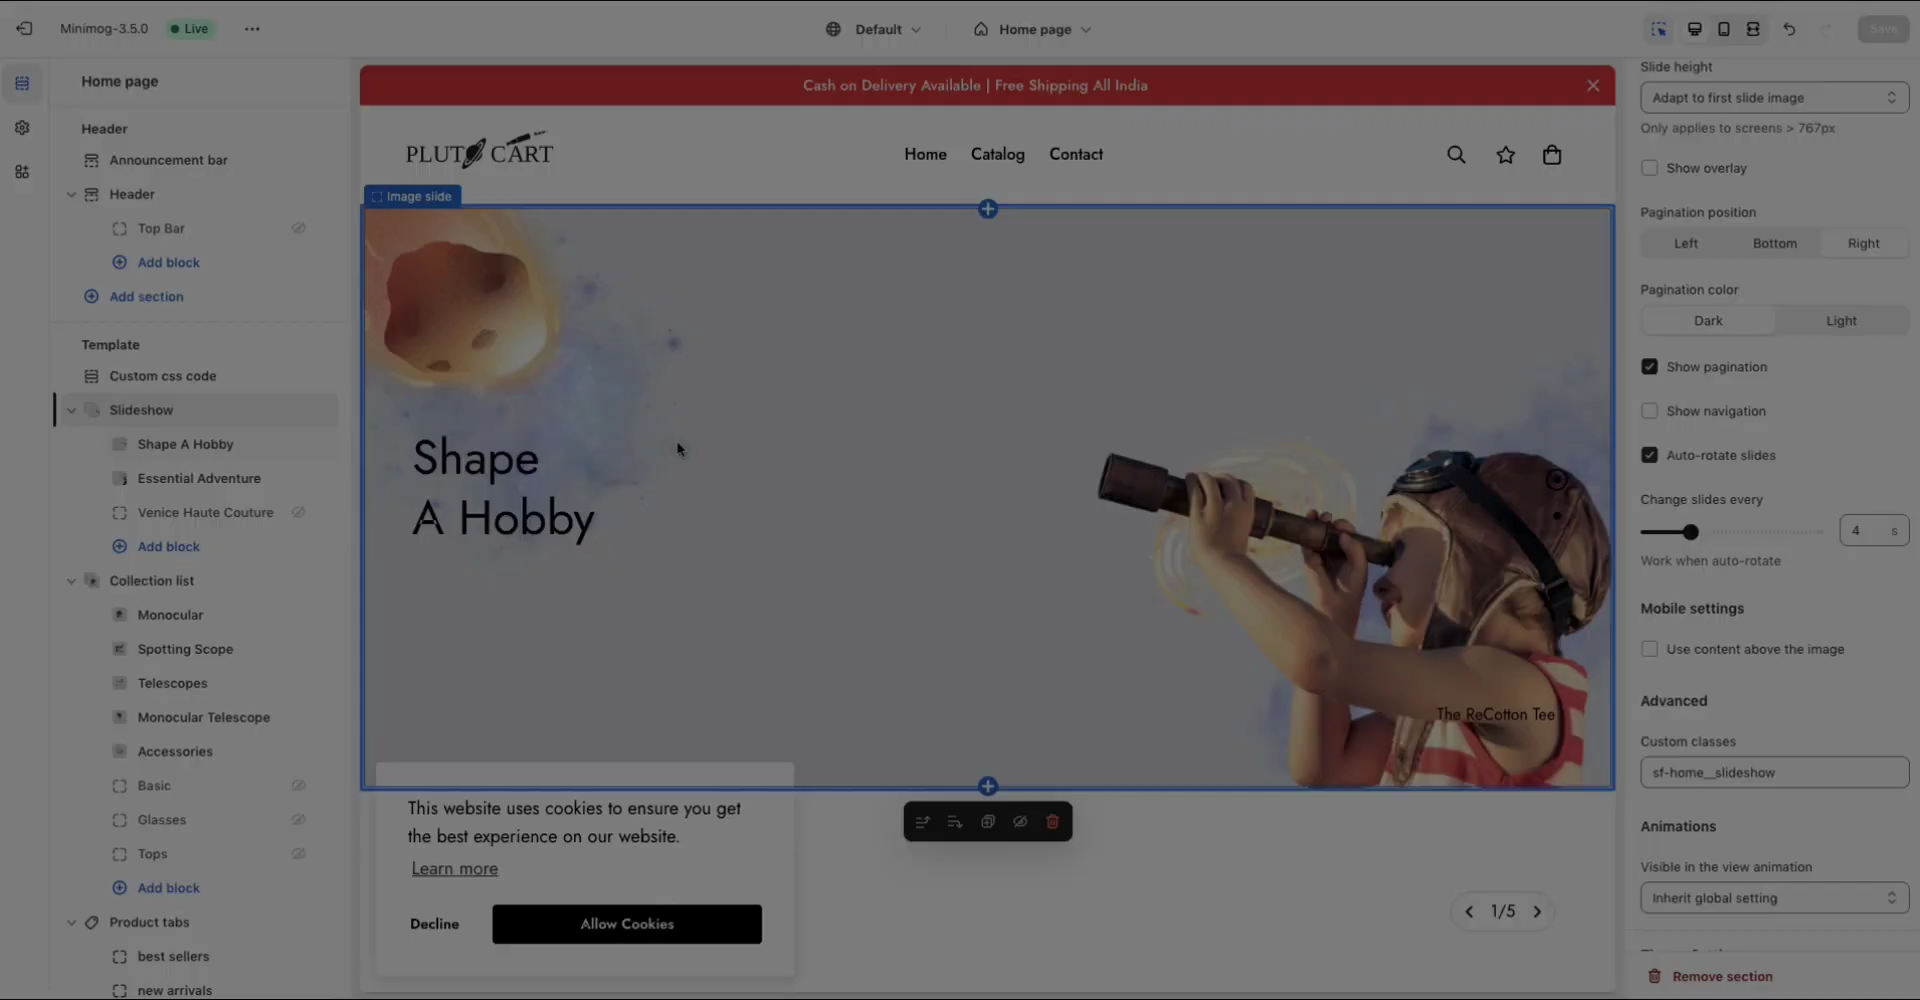 Minimog-3.5.0
Live
Default
Home page
Save
Home page
Header
Announcement bar
Header
Top Bar
Add block
Add section
Template
Custom css code
Slideshow
Shape A Hobby
Essential Adventure
Venice Haute Couture
Add block
Collection list
Monocular
Spotting Scope
Telescopes
Monocular Telescope
Accessories
Basic
Glasses
Tops
Add block
Product tabs
best sellers
new arrivals
Cash on Delivery Available | Free Shipping All India
PLUTO CART
Home
Catalog
Contact
Image slide
Shape
A Hobby
The ReCotton Tee
This website uses cookies to ensure you get
the best experience on our website.
Learn more
Decline
Allow Cookies
1/5
Slide height
Adapt to first slide image
Only applies to screens > 767px
Show overlay
Pagination position
Left
Bottom
Right
Pagination color
Dark
Light
Show pagination
Show navigation
Auto-rotate slides
Change slides every
4 s
Work when auto-rotate
Mobile settings
Use content above the image
Advanced
Custom classes
sf-home__slideshow
Animations
Visible in the view animation
Inherit global setting
Remove section